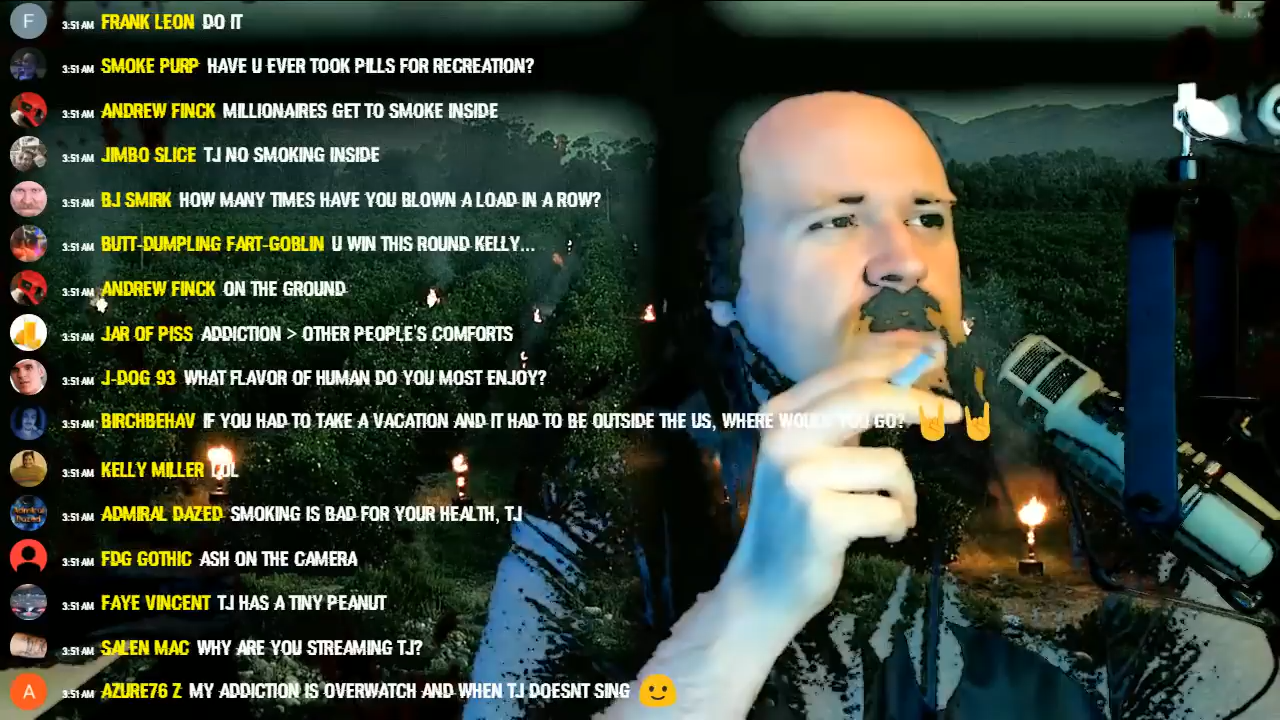 F 3:51 AM FRANK LEON DO IT
3:51 AM SMOKE PURP HAVE U EVER TOOK PILLS FOR RECREATION?
3:51 AM ANDREW FINCK MILLIONAIRES GET TO SMOKE INSIDE
3:51 AM JIMBO SLICE TJ NO SMOKING INSIDE
3:51 AM BJ SMIRK HOW MANY TIMES HAVE YOU BLOWN A LOAD IN A ROW?
3:51 AM BUTT-DUMPLING FART-GOBLIN U WIN THIS ROUND KELLY...
3:51 AM ANDREW FINCK ON THE GROUND
3:51 AM JAR OF PISS ADDICTION > OTHER PEOPLE'S COMFORTS
3:51 AM J-DOG 93 WHAT FLAVOR OF HUMAN DO YOU MOST ENJOY?
3:51 AM BIRCHBEHAV IF YOU HAD TO TAKE A VACATION AND IT HAD TO BE OUTSIDE THE US, WHERE WOULD YOU GO? 🤘🤘
3:51 AM KELLY MILLER LOL
Admiral Dazed 3:51 AM ADMIRAL DAZED SMOKING IS BAD FOR YOUR HEALTH, TJ
3:51 AM FDG GOTHIC ASH ON THE CAMERA
3:51 AM FAYE VINCENT TJ HAS A TINY PEANUT
3:51 AM SALEN MAC WHY ARE YOU STREAMING TJ?
A 3:51 AM AZURE76 Z MY ADDICTION IS OVERWATCH AND WHEN TJ DOESNT SING 🙂